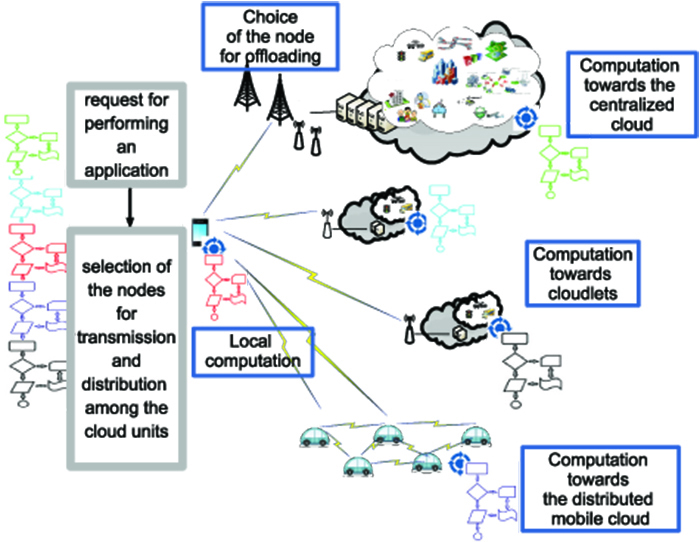 Choice
of the node
for offloading
Computation
towards the
centralized
cloud
request for
performing
an
application
selection of
the nodes
for
transmission
and
distribution
among the
cloud units
Local
computation
Computation
towards
cloudlets
Computation
towards
the distributed
mobile cloud